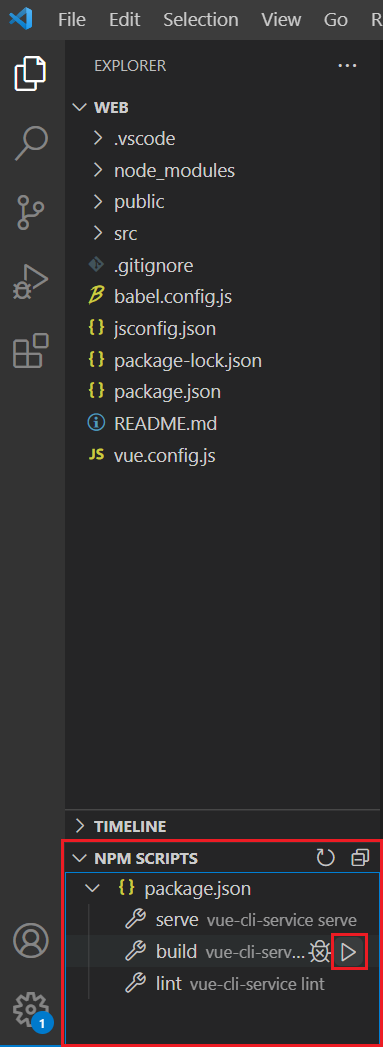 File Edit Selection View Go R
EXPLORER ...
WEB
.vscode
node_modules
public
src
.gitignore
babel.config.js
{} jsconfig.json
{} package-lock.json
{} package.json
README.md
JS vue.config.js
TIMELINE
NPM SCRIPTS
{} package.json
serve vue-cli-service serve
build vue-cli-serv...
lint vue-cli-service lint
1